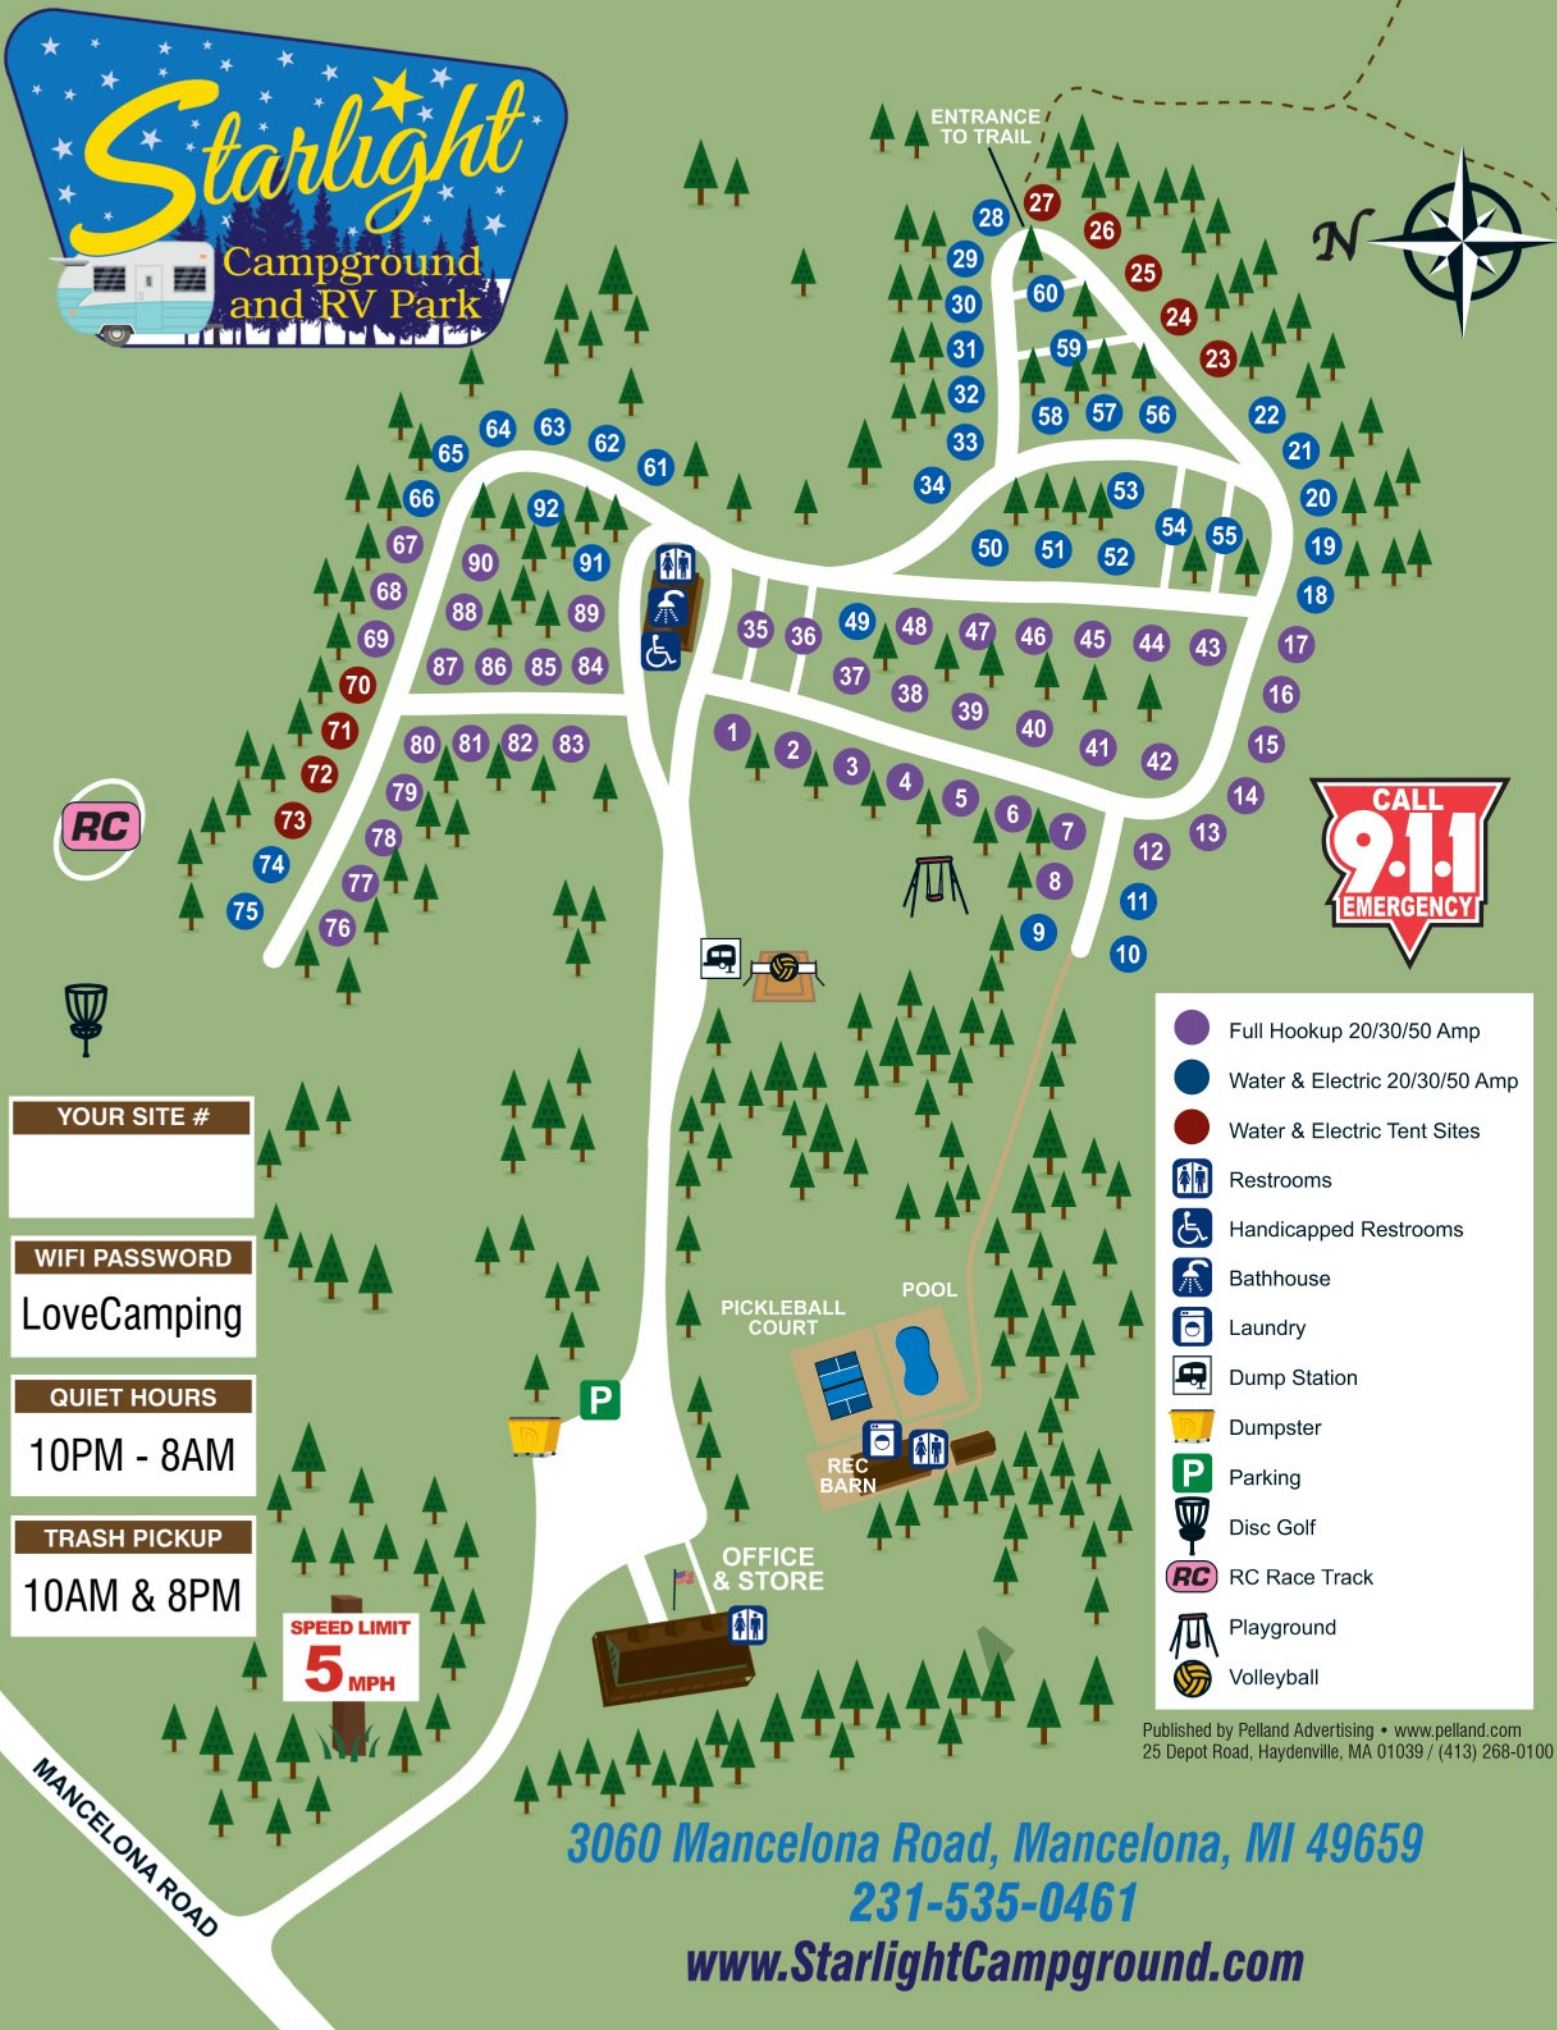 Starlight
Campground
and RV Park
ENTRANCE
TO TRAIL
N
27
28
26
29
25
60
30
24
31
59
23
32
58
57
56
22
33
21
34
53
20
50
51
52
54
55
19
18
64
63
62
61
65
66
92
67
90
91
68
88
89
69
87
86
85
84
70
71
80
81
82
83
72
79
73
78
74
77
75
76
35
36
49
48
47
46
45
44
43
17
37
38
39
40
41
42
16
15
1
2
3
4
5
6
7
14
13
12
8
11
9
10
RC
CALL
9.1.1
EMERGENCY
Full Hookup 20/30/50 Amp
Water & Electric 20/30/50 Amp
Water & Electric Tent Sites
Restrooms
Handicapped Restrooms
Bathhouse
Laundry
Dump Station
D
Dumpster
P
Parking
Disc Golf
RC
RC Race Track
Playground
Volleyball
YOUR SITE #
WIFI PASSWORD
LoveCamping
QUIET HOURS
10PM - 8AM
TRASH PICKUP
10AM & 8PM
POOL
PICKLEBALL
COURT
P
D
REC
BARN
OFFICE
& STORE
SPEED LIMIT
5 MPH
MANCELONA ROAD
Published by Pelland Advertising • www.pelland.com
25 Depot Road, Haydenville, MA 01039 / (413) 268-0100
3060 Mancelona Road, Mancelona, MI 49659
231-535-0461
www.StarlightCampground.com